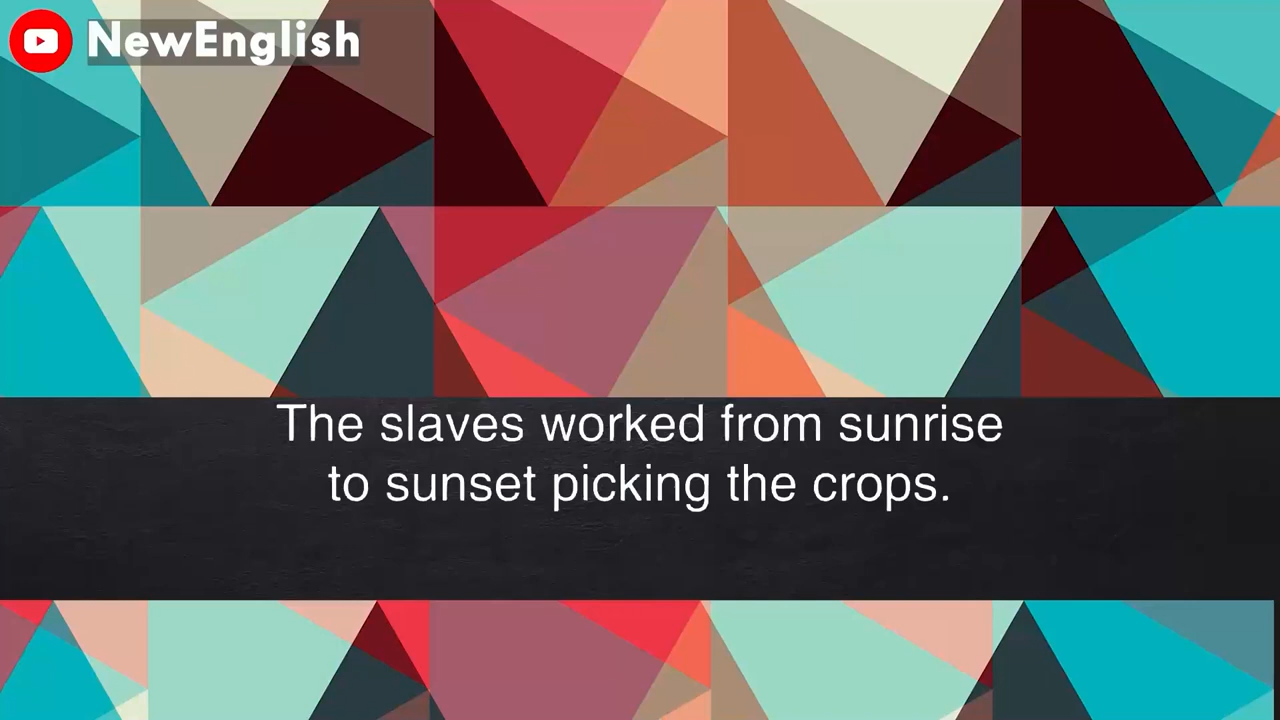 NewEnglish
The slaves worked from sunrise
to sunset picking the crops.